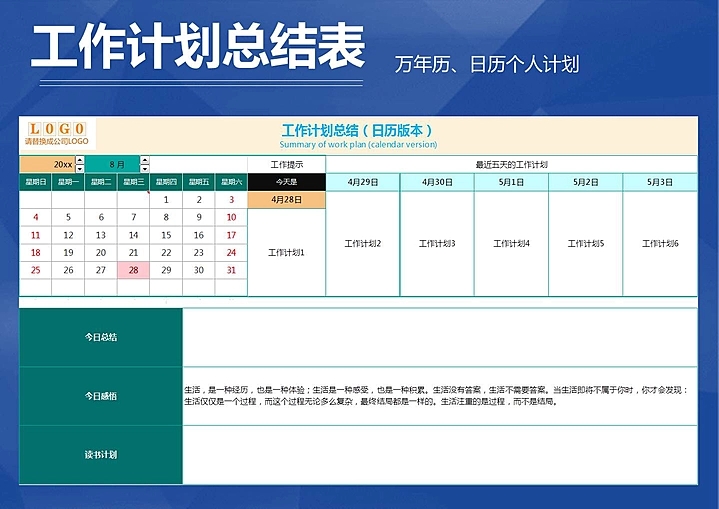 工作计划总结表
万年历、日历个人计划
LOGO
请替换成公司LOGO
工作计划总结（日历版本）
Summary of work plan (calendar version)
20xx 8 月 工作提示 最近五天的工作计划
星期日 星期一 星期二 星期三 星期四 星期五 星期六 今天是 4月29日 4月30日 5月1日 5月2日 5月3日
1 2 3 4月28日
4 5 6 7 8 9 10
11 12 13 14 15 16 17
工作计划1 工作计划2 工作计划3 工作计划4 工作计划5 工作计划6
18 19 20 21 22 23 24
25 26 27 28 29 30 31
今日总结
今日感悟
生活，是一种经历，也是一种体验；生活是一种感受，也是一种积累。生活没有答案，生活不需要答案。当生活即将不属于你时，你才会发现：
生活仅仅是一个过程，而这个过程无论多么复杂，最终结局都是一样的。生活注重的是过程，而不是结局。
读书计划